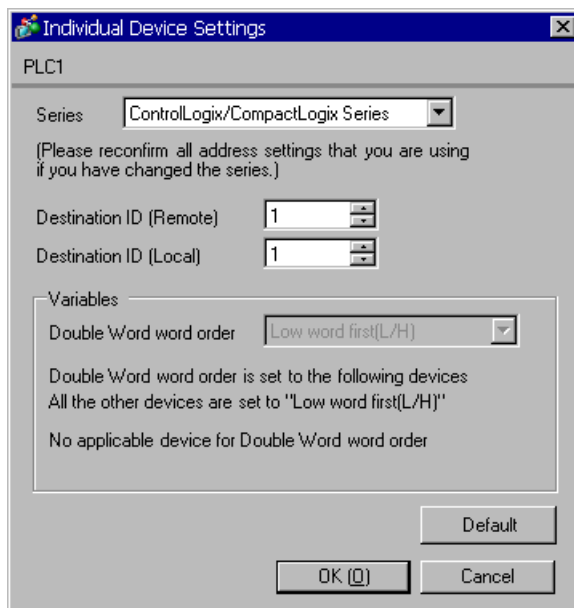 Individual Device Settings
PLC1
Series ControlLogix/CompactLogix Series
(Please reconfirm all address settings that you are using
if you have changed the series.)
Destination ID (Remote) 1
Destination ID (Local) 1
Variables
Double Word word order Low word first(L/H)
Double Word word order is set to the following devices
All the other devices are set to "Low word first(L/H)"
No applicable device for Double Word word order
Default
OK (O) Cancel